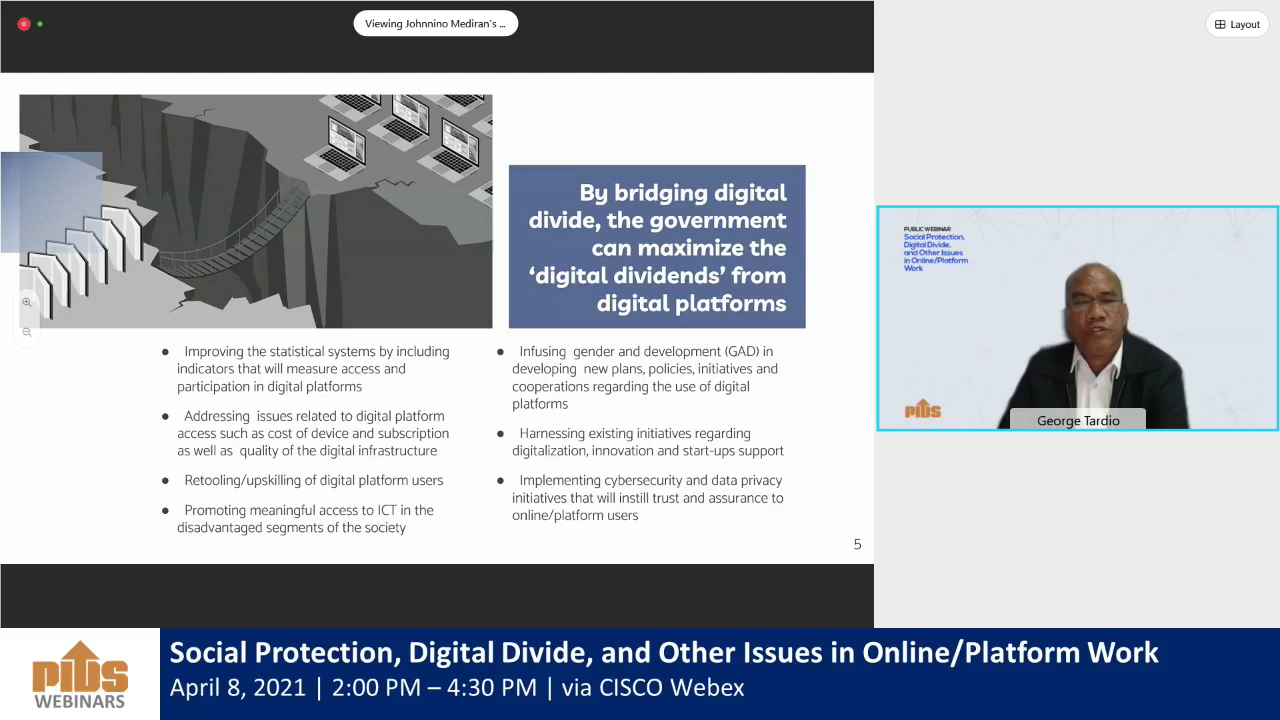 Viewing Johnnino Mediran's ...
Layout
By bridging digital
divide, the government
can maximize the
‘digital dividends’ from
digital platforms
● Improving the statistical systems by including
indicators that will measure access and
participation in digital platforms
● Addressing issues related to digital platform
access such as cost of device and subscription
as well as quality of the digital infrastructure
● Retooling/upskilling of digital platform users
● Promoting meaningful access to ICT in the
disadvantaged segments of the society
● Infusing gender and development (GAD) in
developing new plans, policies, initiatives and
cooperations regarding the use of digital
platforms
● Harnessing existing initiatives regarding
digitalization, innovation and start-ups support
● Implementing cybersecurity and data privacy
initiatives that will instill trust and assurance to
online/platform users
5
PUBLIC WEBINAR
Social Protection,
Digital Divide,
and Other Issues
in Online/Platform
Work
PIDS
George Tardio
PIDS
WEBINARS
Social Protection, Digital Divide, and Other Issues in Online/Platform Work
April 8, 2021 | 2:00 PM – 4:30 PM | via CISCO Webex